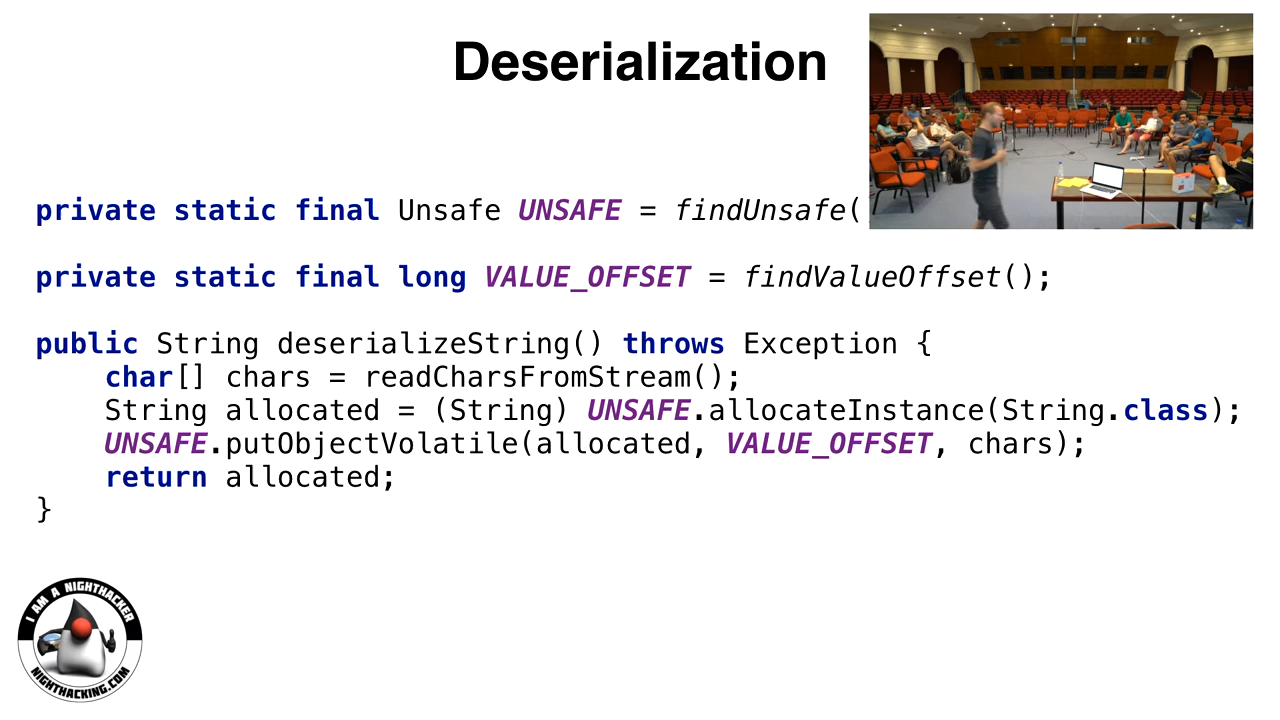 Deserialization
private static final Unsafe UNSAFE = findUnsafe(
private static final long VALUE_OFFSET = findValueOffset();
public String deserializeString() throws Exception {
    char[] chars = readCharsFromStream();
    String allocated = (String) UNSAFE.allocateInstance(String.class);
    UNSAFE.putObjectVolatile(allocated, VALUE_OFFSET, chars);
    return allocated;
}
I AM A NIGHTHACKER
NIGHTHACKING.COM